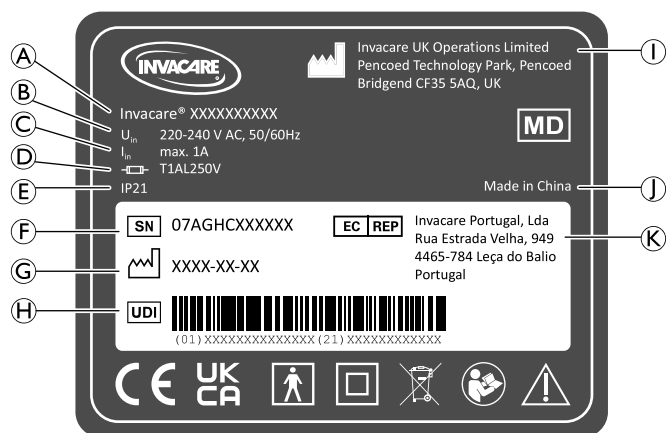 INVACARE
Invacare UK Operations Limited
Pencoed Technology Park, Pencoed
Bridgend CF35 5AQ, UK
I
A
Invacare® XXXXXXXXXX
B
Uin 220-240 V AC, 50/60Hz
C
Iin max. 1A
MD
D
T1AL250V
E
IP21
Made in China
J
F
SN 07AGHCXXXXXX
EC REP
Invacare Portugal, Lda
Rua Estrada Velha, 949
4465-784 Leça do Balio
Portugal
K
G
XXXX-XX-XX
H
UDI
(01)XXXXXXXXXXXXXX(21)XXXXXXXXXXXX
CE UK
CA